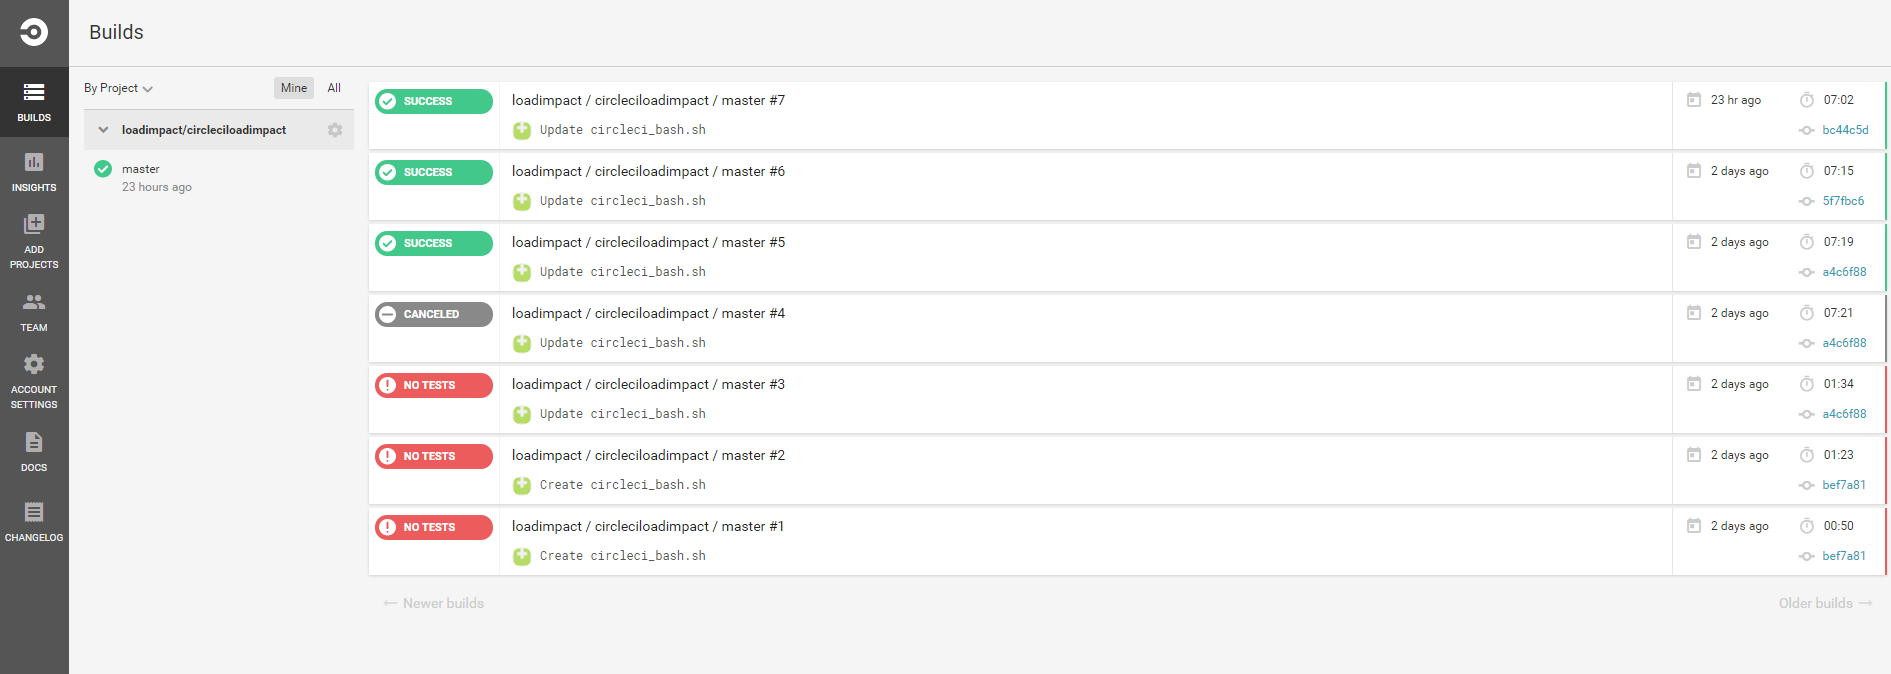 Builds
BUILDS
INSIGHTS
ADD
PROJECTS
TEAM
ACCOUNT
SETTINGS
DOCS
CHANGELOG
By Project Mine All
loadimpact/circleciloadimpact
master
23 hours ago
SUCCESS loadimpact / circleciloadimpact / master #7 23 hr ago 07:02
Update circleci_bash.sh bc44c5d
SUCCESS loadimpact / circleciloadimpact / master #6 2 days ago 07:15
Update circleci_bash.sh 5f7fbc6
SUCCESS loadimpact / circleciloadimpact / master #5 2 days ago 07:19
Update circleci_bash.sh a4c6f88
CANCELED loadimpact / circleciloadimpact / master #4 2 days ago 07:21
Update circleci_bash.sh a4c6f88
NO TESTS loadimpact / circleciloadimpact / master #3 2 days ago 01:34
Update circleci_bash.sh a4c6f88
NO TESTS loadimpact / circleciloadimpact / master #2 2 days ago 01:23
Create circleci_bash.sh bef7a81
NO TESTS loadimpact / circleciloadimpact / master #1 2 days ago 00:50
Create circleci_bash.sh bef7a81
← Newer builds Older builds →